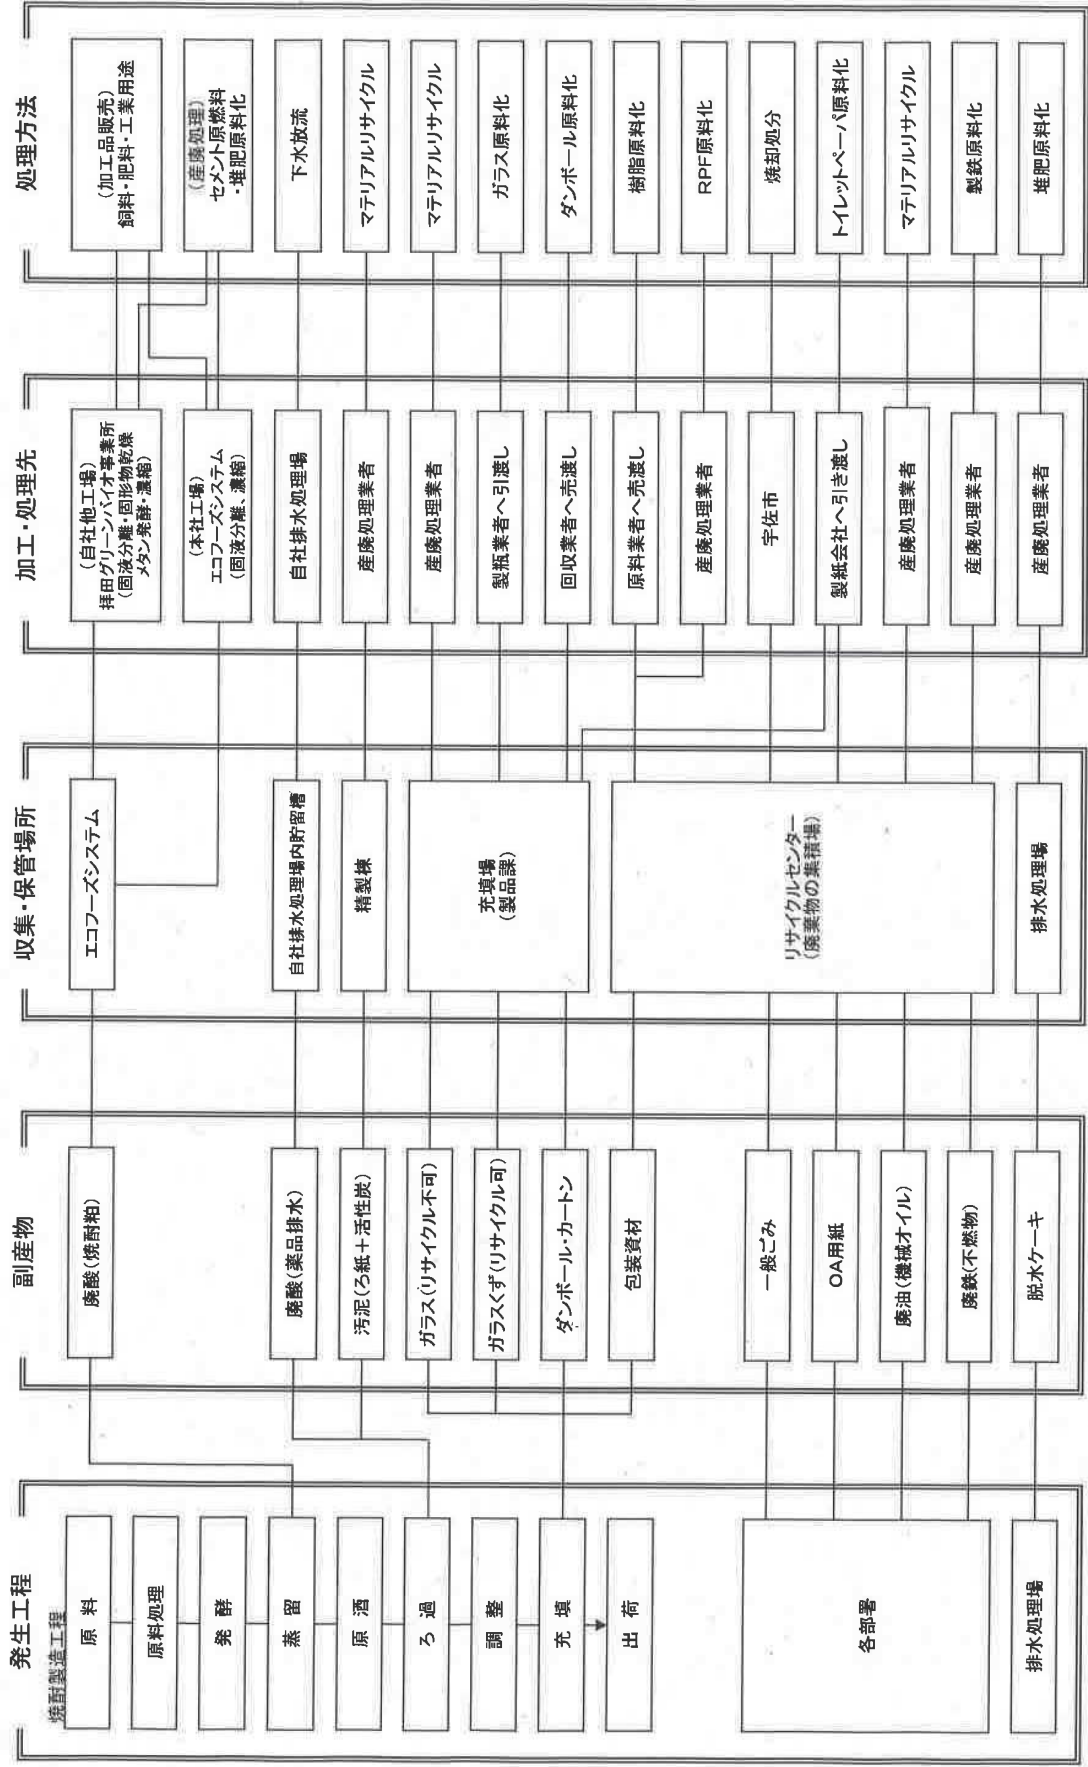 発生工程
焼酎製造工程
原料
原料処理
発酵
蒸留
原酒
ろ過
調整
充填
出荷
各部署
排水処理場
副産物
廃酸(焼酎粕)
廃酸(薬品排水)
汚泥(ろ紙+活性炭)
ガラス(リサイクル不可)
ガラスくず(リサイクル可)
ダンボール・カートン
包装資材
一般ごみ
OA用紙
廃油(機械オイル)
廃鉄(不燃物)
脱水ケーキ
収集・保管場所
エコフーズシステム
自社排水処理場内貯留槽
精製棟
充填場
(製品課)
リサイクルセンター
(廃棄物の集積場)
排水処理場
加工・処理先
(自社他工場)
拝田グリーンバイオ事業所
(固液分離・固形物乾燥
メタン発酵・濃縮)
(本社工場)
エコフーズシステム
(固液分離、濃縮)
自社排水処理場
産廃処理業者
産廃処理業者
製瓶業者へ引渡し
回収業者へ売渡し
原料業者へ売渡し
産廃処理業者
宇佐市
製紙会社へ引き渡し
産廃処理業者
産廃処理業者
産廃処理業者
処理方法
(加工品販売)
飼料・肥料・工業用途
(産廃処理)
セメント原燃料
・堆肥原料化
下水放流
マテリアルリサイクル
マテリアルリサイクル
ガラス原料化
ダンボール原料化
樹脂原料化
RPF原料化
焼却処分
トイレットペーパ原料化
マテリアルリサイクル
製鉄原料化
堆肥原料化